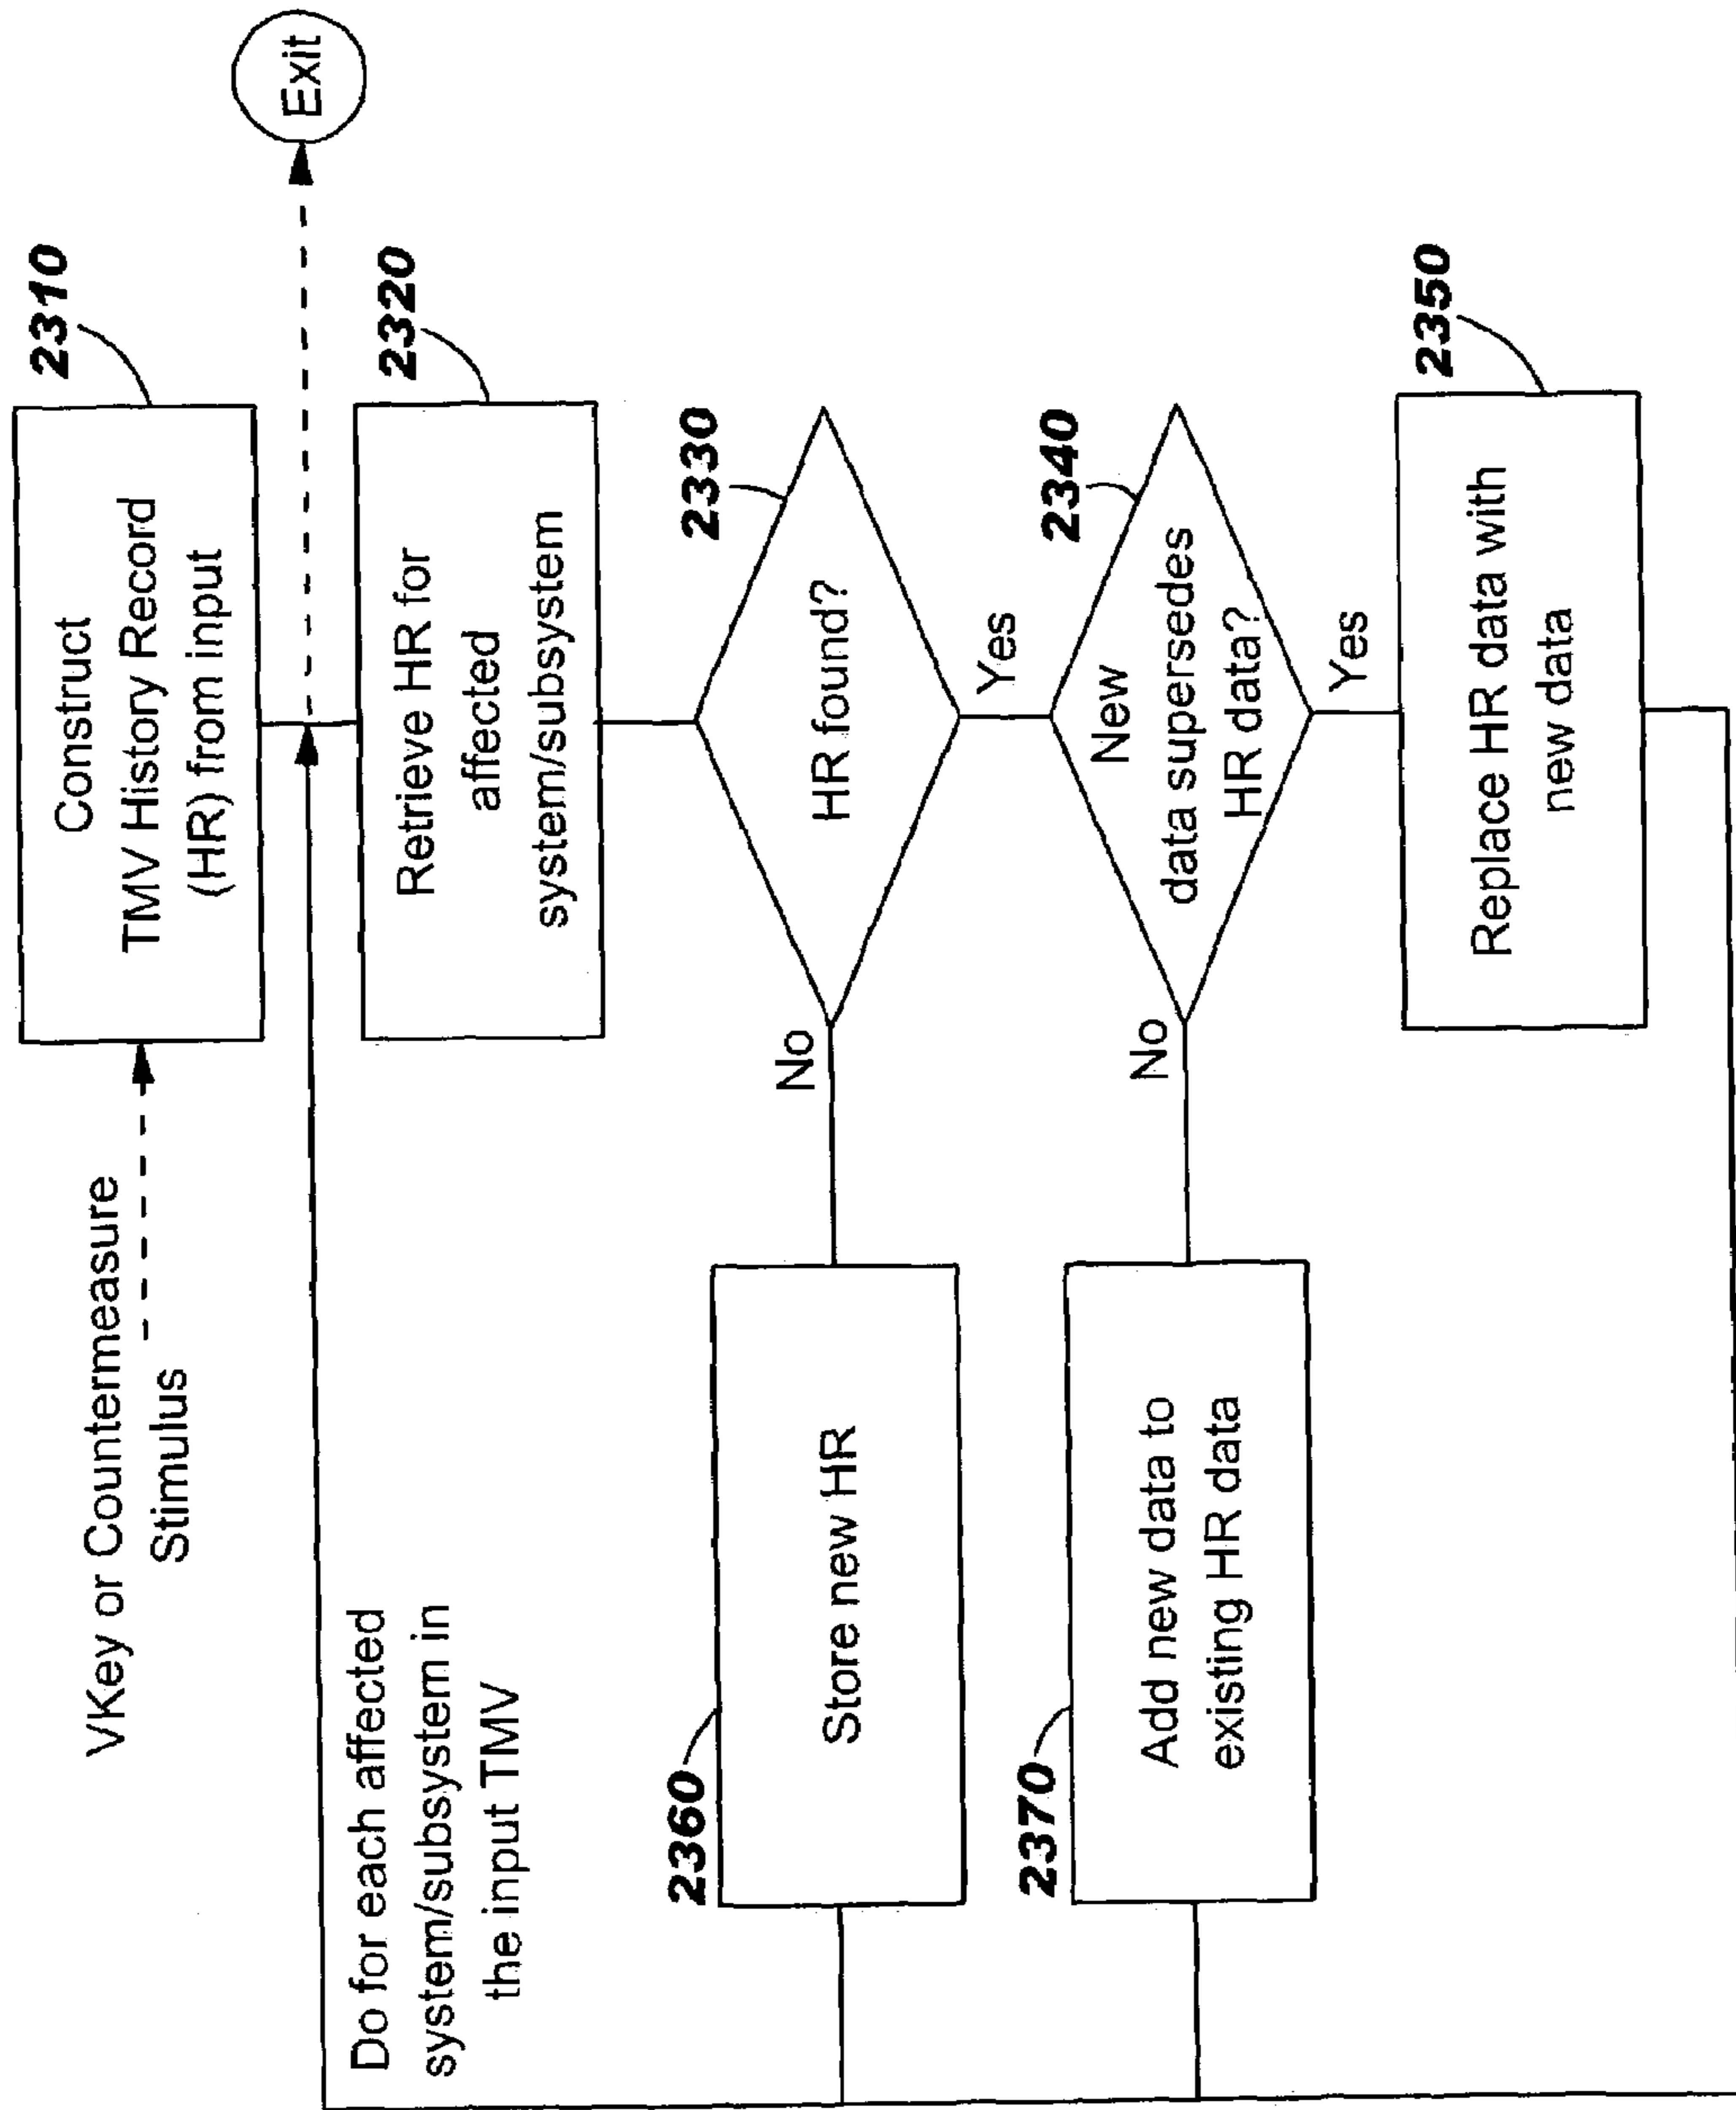 VKey or Countermeasure
Stimulus
Construct
TMV History Record
(HR) from input
2310
Exit
Do for each affected
system/subsystem in
the input TMV
Retrieve HR for
affected
system/subsystem
2320
2360
Store new HR
No
HR found?
2330
Yes
2370
Add new data to
existing HR data
No
New
data supersedes
HR data?
2340
Yes
Replace HR data with
new data
2350